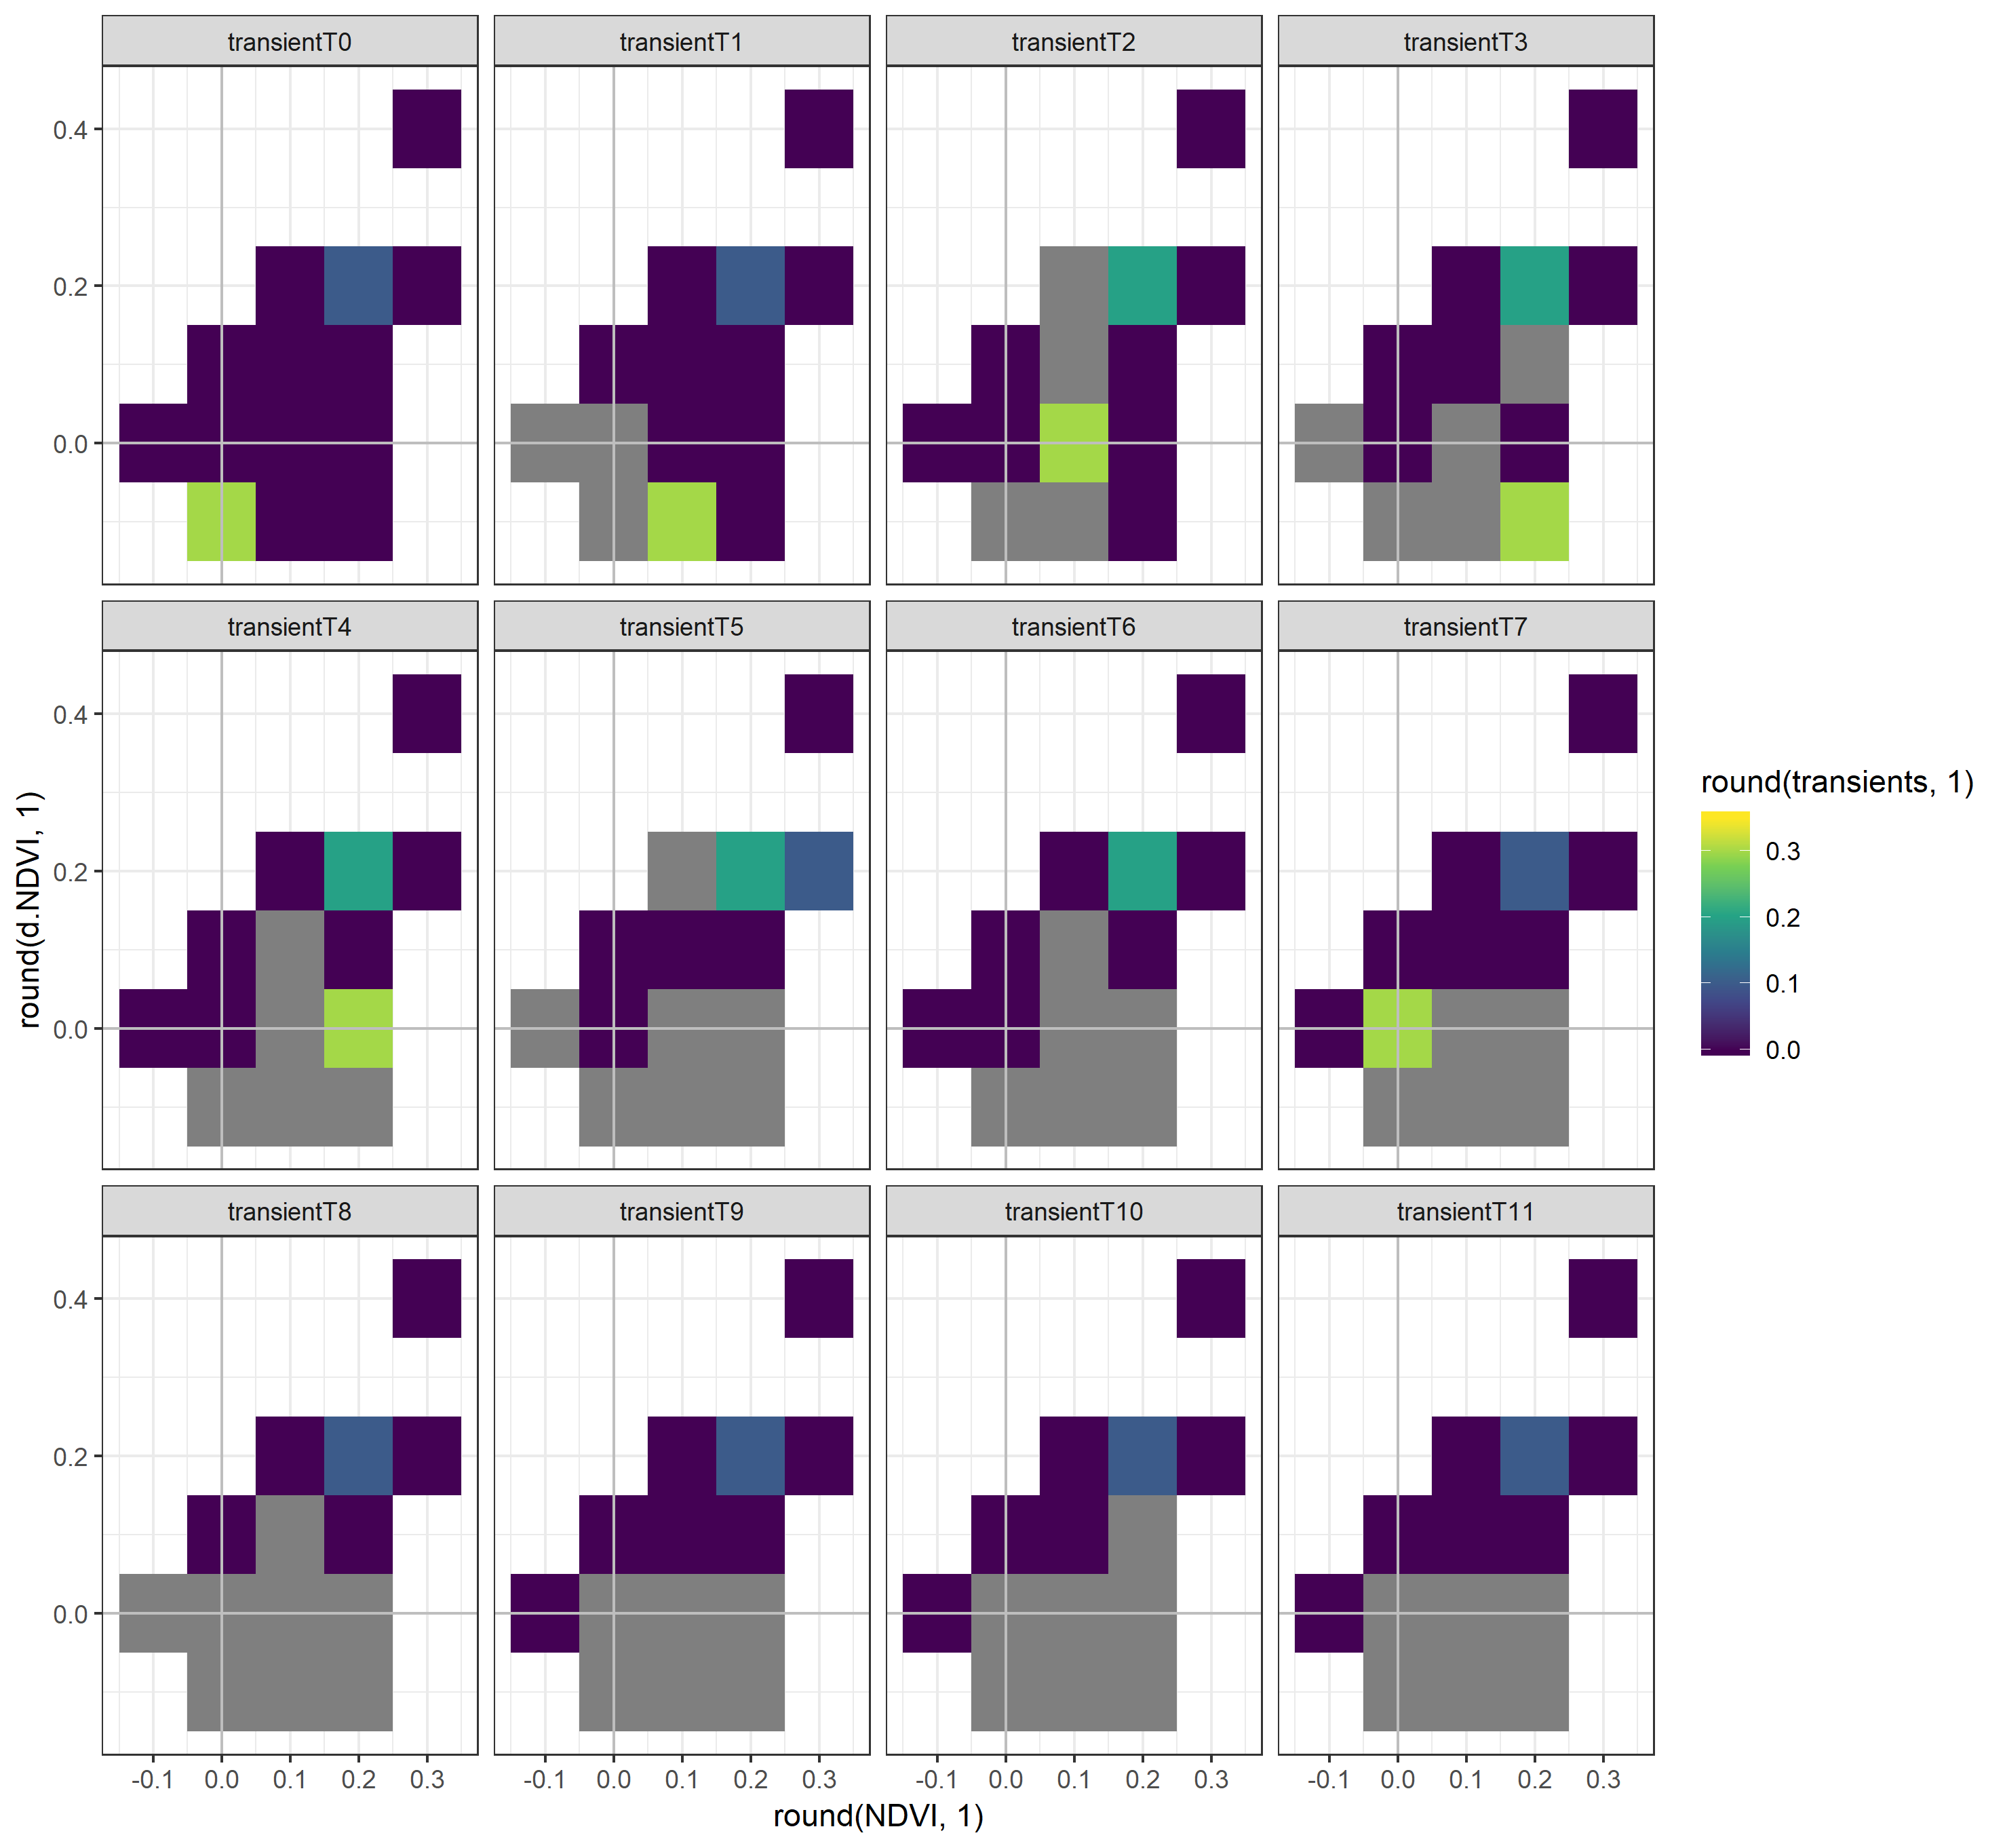 transientT0 transientT1 transientT2 transientT3
0.4
0.2
0.0
transientT4 transientT5 transientT6 transientT7
0.4
0.2
0.0
transientT8 transientT9 transientT10 transientT11
0.4
0.2
0.0
-0.1 0.0 0.1 0.2 0.3 -0.1 0.0 0.1 0.2 0.3 -0.1 0.0 0.1 0.2 0.3 -0.1 0.0 0.1 0.2 0.3
round(NDVI, 1)
round(d.NDVI, 1)
round(transients, 1)
0.3
0.2
0.1
0.0